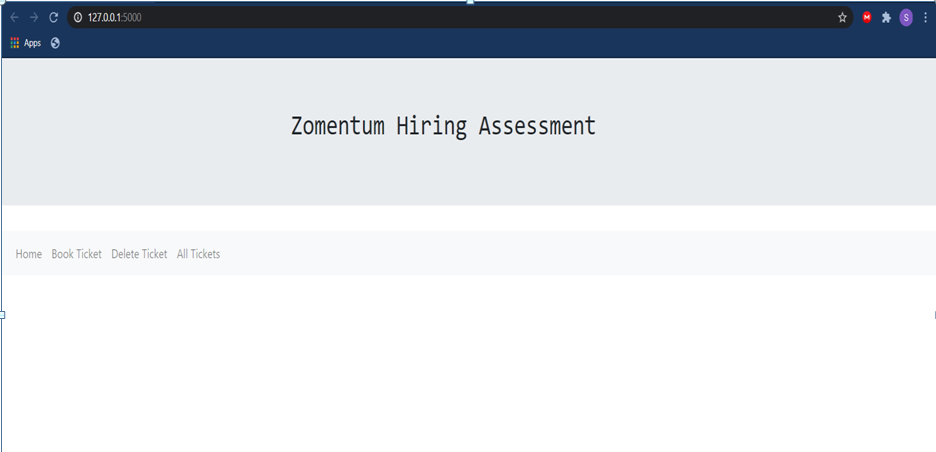 127.0.0.1:5000
Apps
S
Zomentum Hiring Assessment
Home Book Ticket Delete Ticket All Tickets